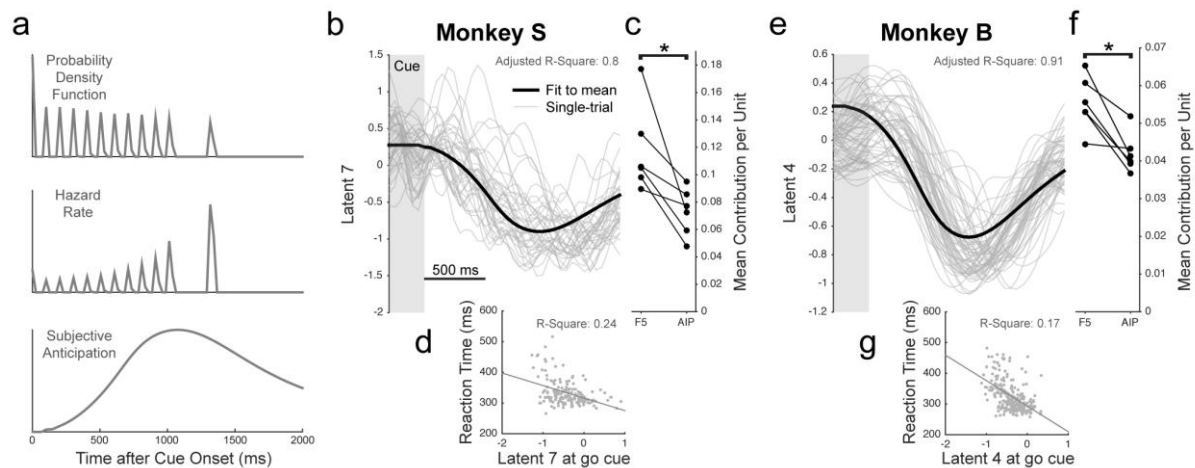 a
Probability
Density
Function
Hazard
Rate
Subjective
Anticipation
0
500
1000
1500
2000
Time after Cue Onset (ms)
b
Monkey S
Cue
Adjusted R-Square: 0.8
Fit to mean
Single-trial
1.5
1
0.5
0
-0.5
-1
-1.5
-2
Latent 7
500 ms
c
*
0.18
0.16
0.14
0.12
0.1
0.08
0.06
0.04
0.02
0
Mean Contribution per Unit
F5
AIP
d
R-Square: 0.24
Reaction Time (ms)
600
500
400
300
200
-2
-1
0
1
Latent 7 at go cue
e
Monkey B
Adjusted R-Square: 0.91
0.6
0.4
0.2
0
-0.2
-0.4
-0.6
-0.8
-1
-1.2
Latent 4
f
*
0.07
0.06
0.05
0.04
0.03
0.02
0.01
0
Mean Contribution per Unit
F5
AIP
g
R-Square: 0.17
Reaction Time (ms)
600
500
400
300
200
-2
-1
0
1
Latent 4 at go cue